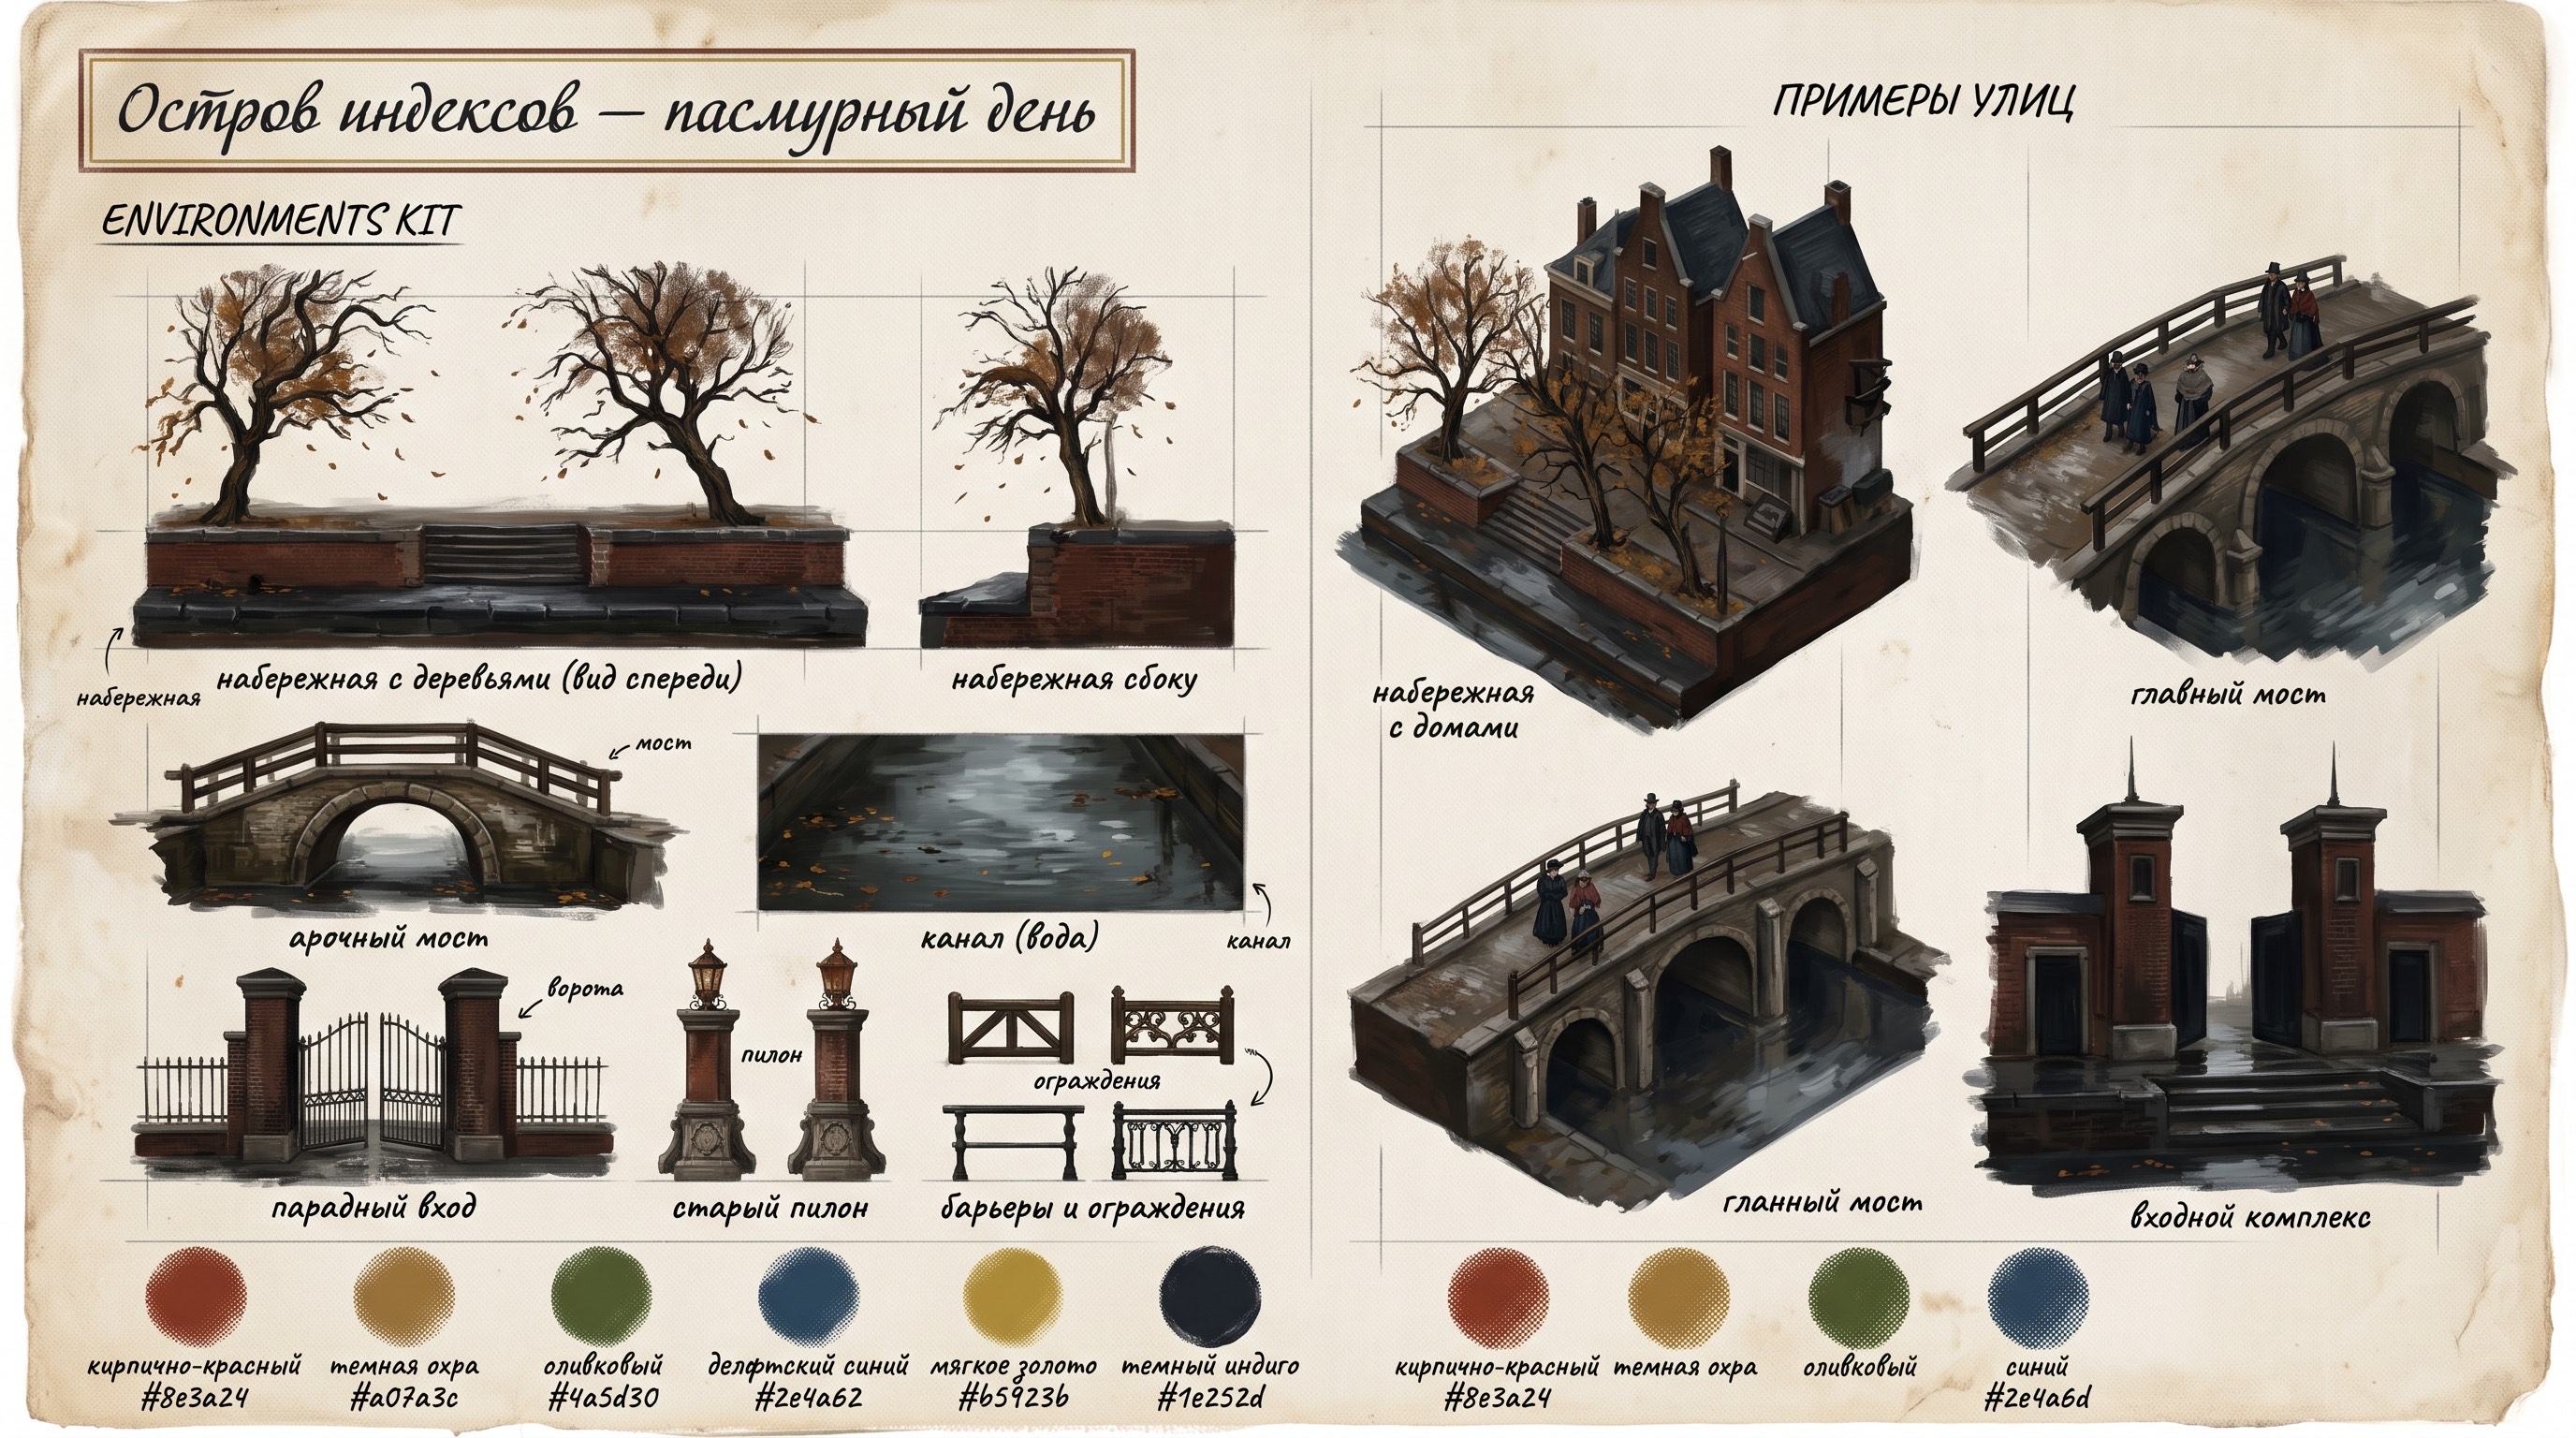 Остров индексов — пасмурный день
ENVIRONMENTS KIT
набережная
набережная с деревьями (вид спереди)
набережная сбоку
мост
арочный мост
канал (вода)
канал
ворота
парадный вход
пилон
старый пилон
ограждения
барьеры и ограждения
кирпично-красный
#8e3a24
темная охра
#a07a3c
оливковый
#4a5d30
делфтский синий
#2e4a62
мягкое золото
#b5923b
темный индиго
#1e252d
ПРИМЕРЫ УЛИЦ
набережная
с домами
главный мост
гланный мост
входной комплекс
кирпично-красный
#8e3a24
темная охра
оливковый
синий
#2e4a6d